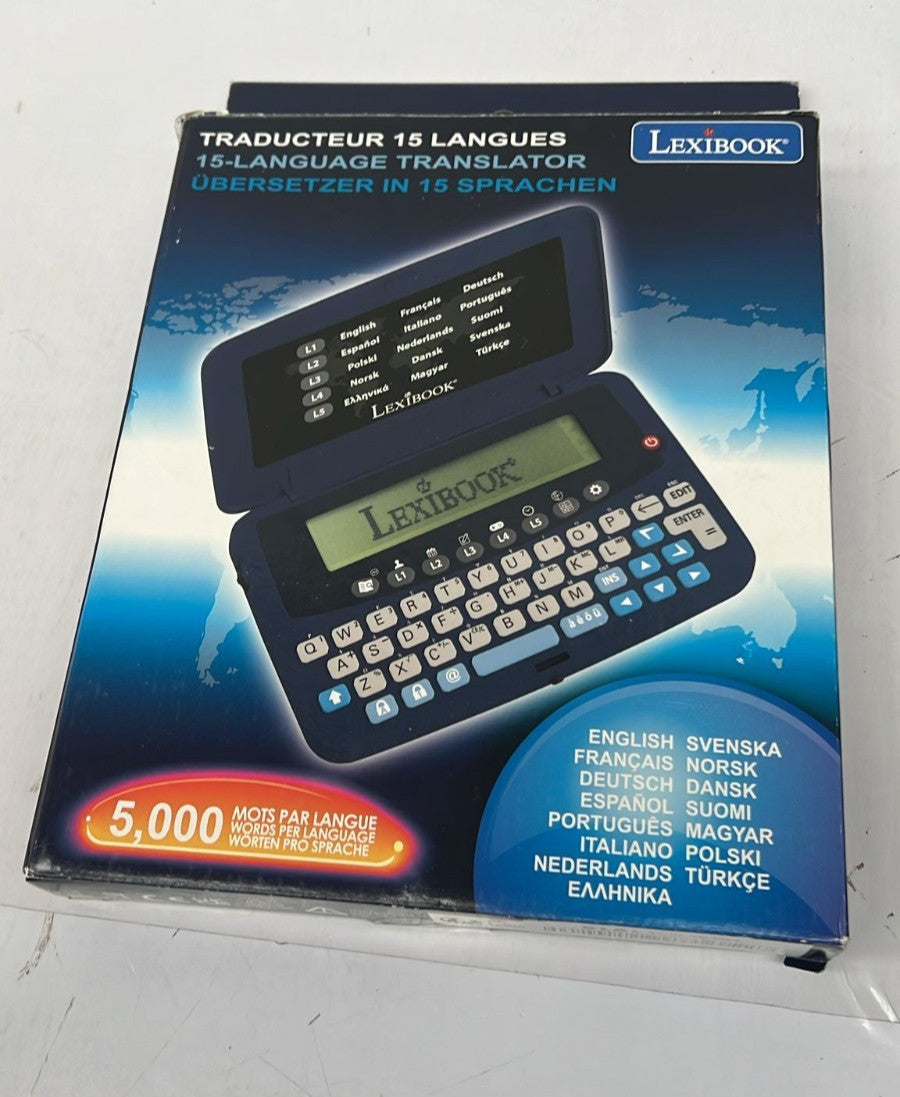 TRADUCTEUR 15 LANGUES
15-LANGUAGE TRANSLATOR
ÜBERSETZER IN 15 SPRACHEN
LEXIBOOK®
L1 English Français Deutsch
L2 Español Italiano Português
L3 Polski Nederlands Suomi
L4 Norsk Dansk Svenska
L5 Ελληνικά Magyar Türkçe
LEXIBOOK®
LEXIBOOK
L1 L2 L3 L4 L5
ESC
DEL
EDIT
Q W E R T Y U I O P
ENTER
=
A S D F G H J K L
Z X C V B N M INS
@ àéöü
5,000 MOTS PAR LANGUE
WORDS PER LANGUAGE
WORTEN PRO SPRACHE
ENGLISH SVENSKA
FRANÇAIS NORSK
DEUTSCH DANSK
ESPAÑOL SUOMI
PORTUGUÊS MAGYAR
ITALIANO POLSKI
NEDERLANDS TÜRKÇE
ΕΛΛΗΝΙΚΑ